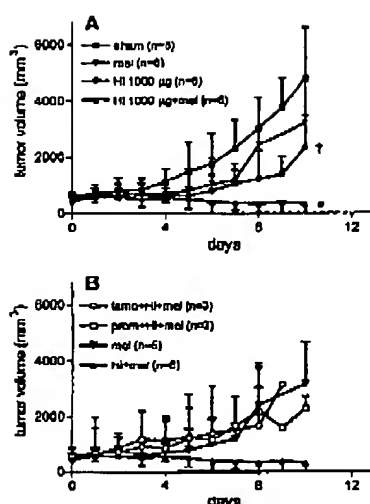 A
sham (n=6)
mel (n=6)
HI 1000 µg (n=6)
HI 1000 µg+mel (n=6)
tumor volume [mm³]
6000
4000
2000
0
†
*
0 4 8 12
days
B
tamo+HI+mel (n=3)
prom+HI+mel (n=3)
mel (n=6)
HI+mel (n=6)
tumor volume [mm³]
6000
4000
2000
0
0 4 8 12
days